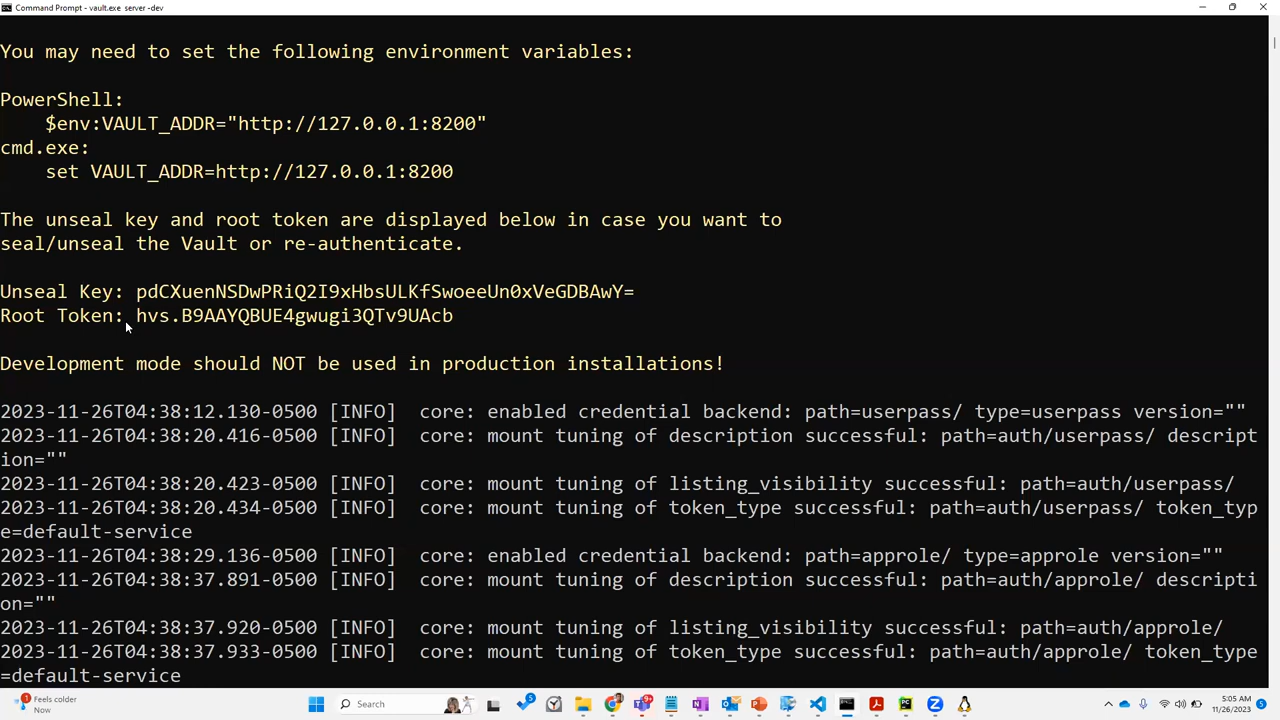 Command Prompt - vault.exe server -dev
You may need to set the following environment variables:
PowerShell:
$env:VAULT_ADDR="http://127.0.0.1:8200"
cmd.exe:
set VAULT_ADDR=http://127.0.0.1:8200
The unseal key and root token are displayed below in case you want to
seal/unseal the Vault or re-authenticate.
Unseal Key: pdCXuenNSDwPRiQ2I9xHbsULKfSwoeeUn0xVeGDBAwY=
Root Token: hvs.B9AAYQBUE4gwugi3QTv9UAcb
Development mode should NOT be used in production installations!
2023-11-26T04:38:12.130-0500 [INFO]  core: enabled credential backend: path=userpass/ type=userpass version=""
2023-11-26T04:38:20.416-0500 [INFO]  core: mount tuning of description successful: path=auth/userpass/ descript
ion=""
2023-11-26T04:38:20.423-0500 [INFO]  core: mount tuning of listing_visibility successful: path=auth/userpass/
2023-11-26T04:38:20.434-0500 [INFO]  core: mount tuning of token_type successful: path=auth/userpass/ token_typ
e=default-service
2023-11-26T04:38:29.136-0500 [INFO]  core: enabled credential backend: path=approle/ type=approle version=""
2023-11-26T04:38:37.891-0500 [INFO]  core: mount tuning of description successful: path=auth/approle/ descripti
on=""
2023-11-26T04:38:37.920-0500 [INFO]  core: mount tuning of listing_visibility successful: path=auth/approle/
2023-11-26T04:38:37.933-0500 [INFO]  core: mount tuning of token_type successful: path=auth/approle/ token_type
=default-service
1
Feels colder
Now
Search
5
9+
5:05 AM
11/26/2023
5